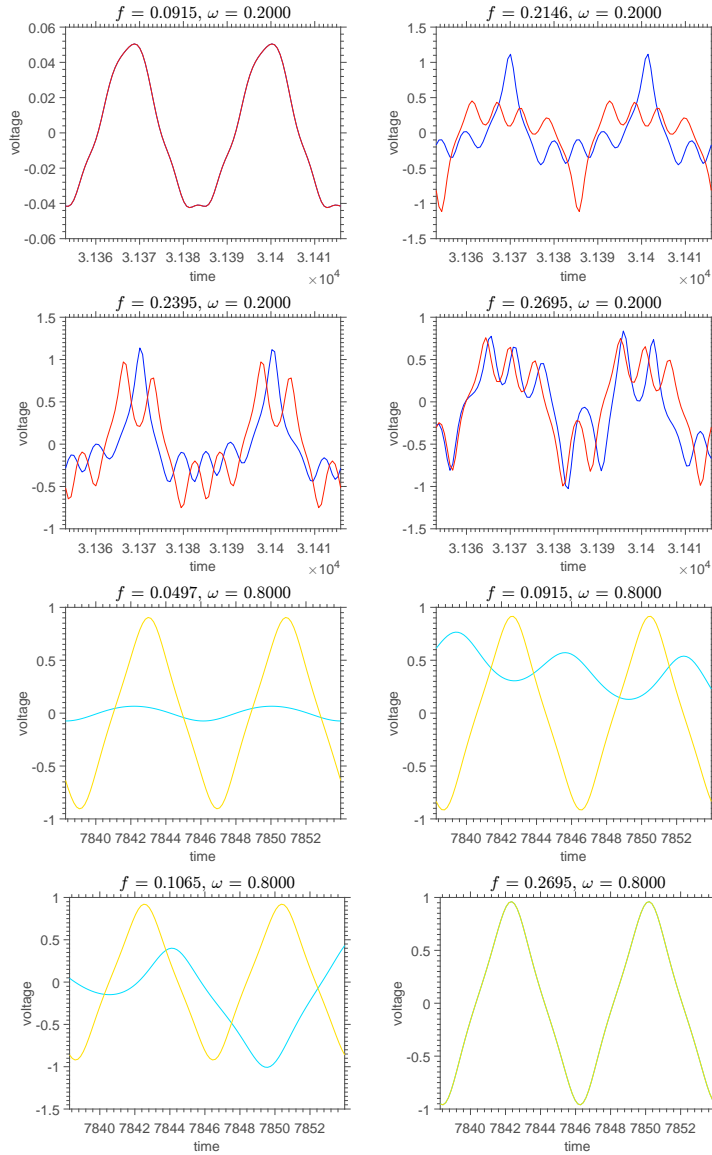 f = 0.0915, ω = 0.2000
0.06
0.04
0.02
0
-0.02
-0.04
-0.06
voltage
3.136 3.137 3.138 3.139 3.14 3.141
time
×10⁴
f = 0.2146, ω = 0.2000
1.5
1
0.5
0
-0.5
-1
-1.5
voltage
3.136 3.137 3.138 3.139 3.14 3.141
time
×10⁴
f = 0.2395, ω = 0.2000
1.5
1
0.5
0
-0.5
-1
voltage
3.136 3.137 3.138 3.139 3.14 3.141
time
×10⁴
f = 0.2695, ω = 0.2000
1.5
1
0.5
0
-0.5
-1
-1.5
voltage
3.136 3.137 3.138 3.139 3.14 3.141
time
×10⁴
f = 0.0497, ω = 0.8000
1
0.5
0
-0.5
-1
voltage
7840 7842 7844 7846 7848 7850 7852
time
f = 0.0915, ω = 0.8000
1
0.5
0
-0.5
-1
voltage
7840 7842 7844 7846 7848 7850 7852
time
f = 0.1065, ω = 0.8000
1
0.5
0
-0.5
-1
-1.5
voltage
7840 7842 7844 7846 7848 7850 7852
time
f = 0.2695, ω = 0.8000
1
0.5
0
-0.5
-1
voltage
7840 7842 7844 7846 7848 7850 7852
time